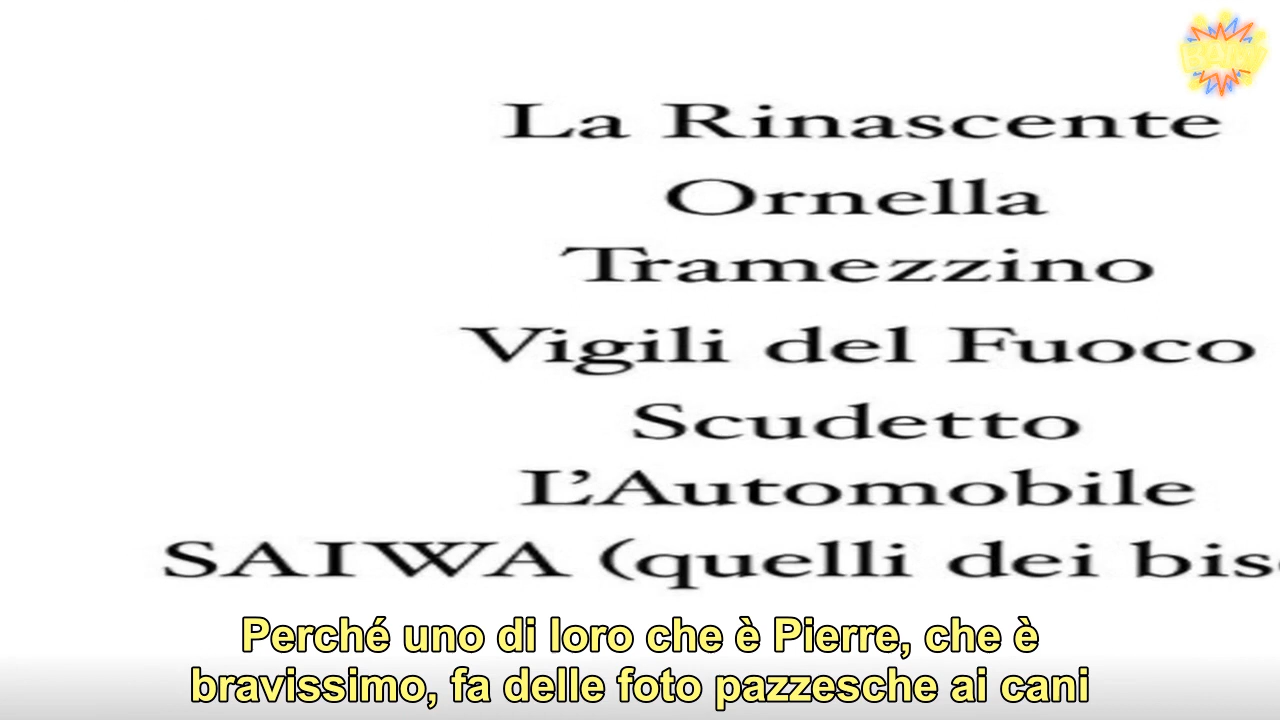 La Rinascente
Ornella
Tramezzino
Vigili del Fuoco
Scudetto
L’Automobile
SAIWA (quelli dei
Perché uno di loro che è Pierre, che è
bravissimo, fa delle foto pazzesche ai cani